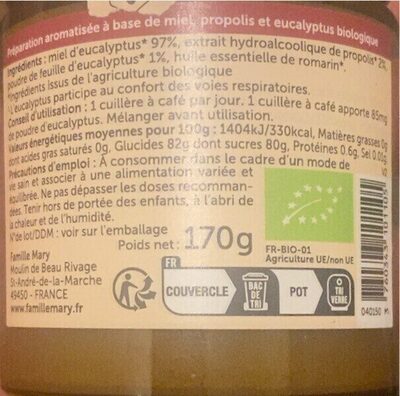 Préparation aromatisée à base de miel, propolis et eucalyptus biologique
Ingrédients : miel d'eucalyptus* 97%, extrait hydroalcoolique de propolis* 2%,
poudre de feuille d'eucalyptus* 1%, huile essentielle de romarin*.
*Ingrédients issus de l'agriculture biologique
L'eucalyptus participe au confort des voies respiratoires.
Conseil d'utilisation : 1 cuillère à café par jour. 1 cuillère à café apporte 85mg
de poudre d'eucalyptus. Mélanger avant utilisation.
Valeurs énergétiques moyennes pour 100g : 1404kJ/330kcal, Matières grasses 0g
dont acides gras saturés 0g, Glucides 82g dont sucres 80g, Protéines 0.6g, Sel 0.01g
Précautions d'emploi : À consommer dans le cadre d'un mode de
vie sain et associer à une alimentation variée et
équilibrée. Ne pas dépasser les doses recomman-
dées. Tenir hors de portée des enfants, à l'abri de
la chaleur et de l'humidité.
N°de lot/DDM : voir sur l'emballage
Poids net : 170g
Famille Mary
Moulin de Beau Rivage
St-André-de-la-Marche
49450 - FRANCE
www.famillemary.fr
FR-BIO-01
Agriculture UE/non UE
FR
COUVERCLE
BAC
DE
TRI
POT
TRI
VERRE
040150